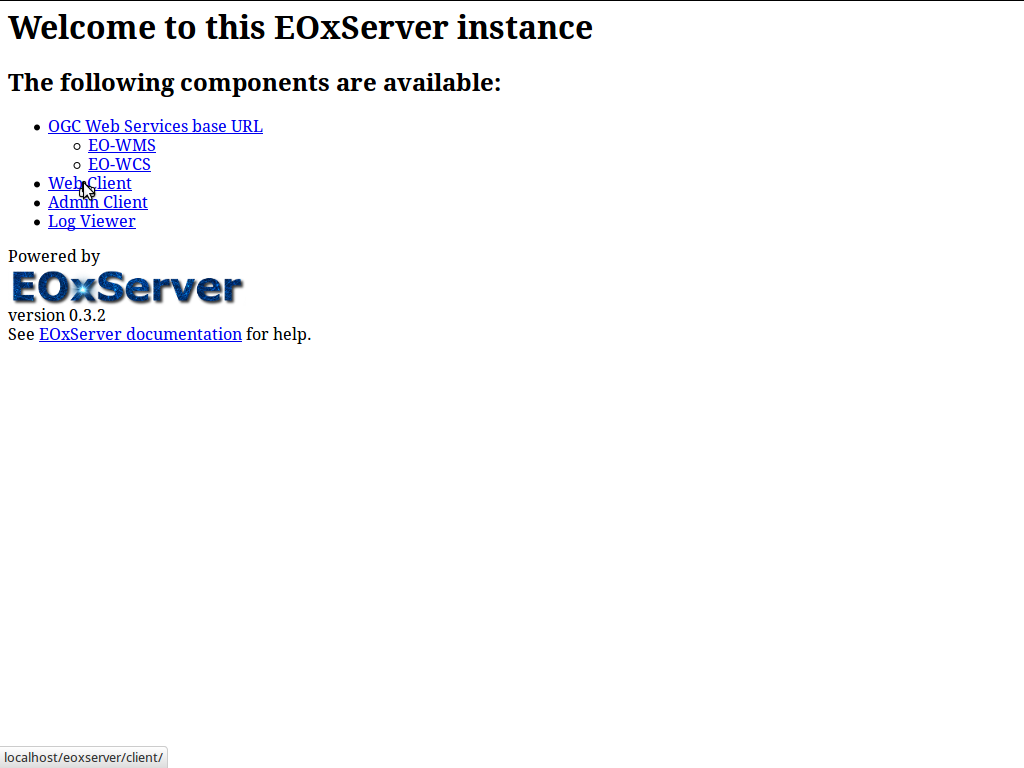 Welcome to this EOxServer instance
The following components are available:
OGC Web Services base URL
EO-WMS
EO-WCS
Web Client
Admin Client
Log Viewer
Powered by
EOxServer
version 0.3.2
See EOxServer documentation for help.
localhost/eoxserver/client/